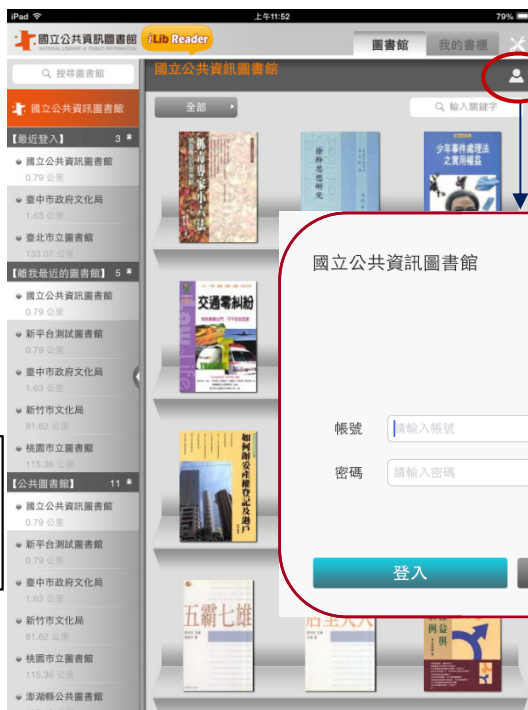 iPad
上午11:52
79%
國立公共資訊圖書館
NATIONAL LIBRARY of PUBLIC INFORMATION
iLib Reader
圖書館
我的書櫃
搜尋圖書館
國立公共資訊圖書館
國立公共資訊圖書館
全部
輸入關鍵字
【最近登入】 3
國立公共資訊圖書館
0.79 公里
臺中市政府文化局
1.63 公里
臺北市立圖書館
133.07 公里
【離我最近的圖書館】 5
國立公共資訊圖書館
0.79 公里
新平台測試圖書館
0.79 公里
臺中市政府文化局
1.63 公里
新竹市文化局
81.62 公里
桃園市立圖書館
115.36 公里
【公共圖書館】 11
國立公共資訊圖書館
0.79 公里
新平台測試圖書館
0.79 公里
臺中市政府文化局
1.63 公里
新竹市文化局
81.62 公里
桃園市立圖書館
115.36 公里
澎湖縣公共圖書館
抓毒專家小八法
康幹思想研究
少年事件處理法
之實用權益
交通零糾紛
如何辦妥產權登記及過戶
五霸七雄
國立公共資訊圖書館
帳號
請輸入帳號
密碼
請輸入密碼
登入